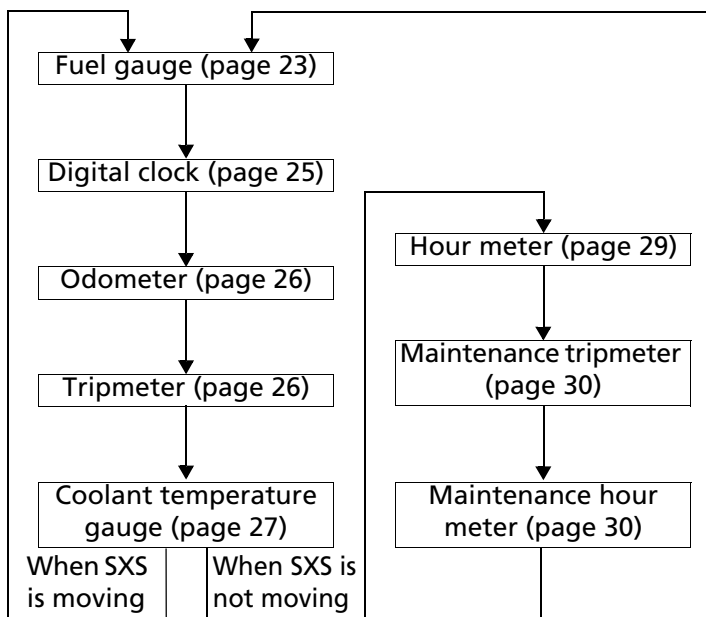 Fuel gauge (page 23)
Digital clock (page 25)
Odometer (page 26)
Tripmeter (page 26)
Coolant temperature
gauge (page 27)
When SXS
is moving
When SXS is
not moving
Hour meter (page 29)
Maintenance tripmeter
(page 30)
Maintenance hour
meter (page 30)